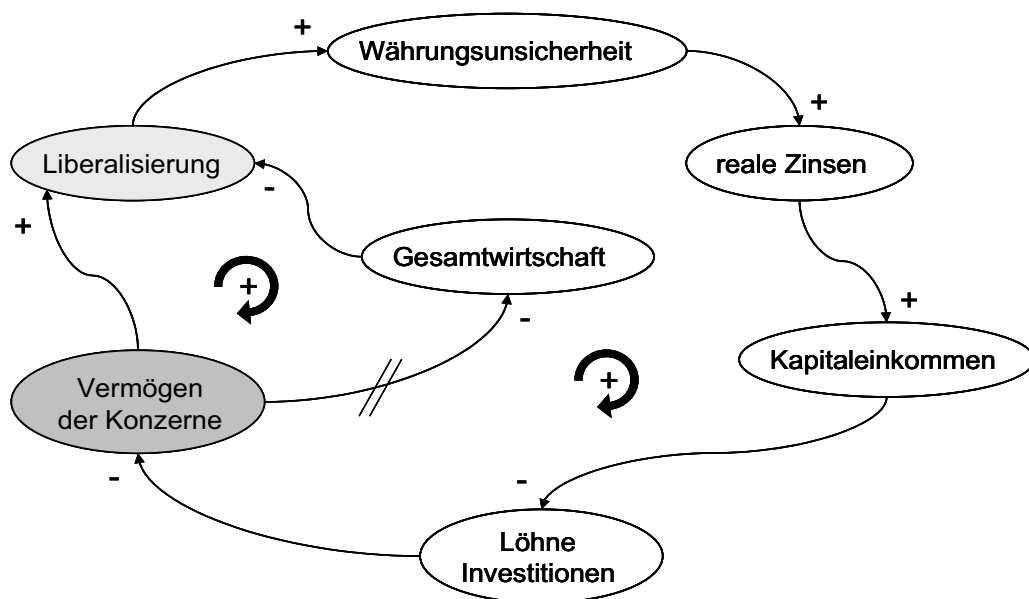 +
Währungsunsicherheit
+
Liberalisierung
reale Zinsen
-
+
Gesamtwirtschaft
+
+
-
Kapitaleinkommen
+
Vermögen
der Konzerne
-
-
Löhne
Investitionen